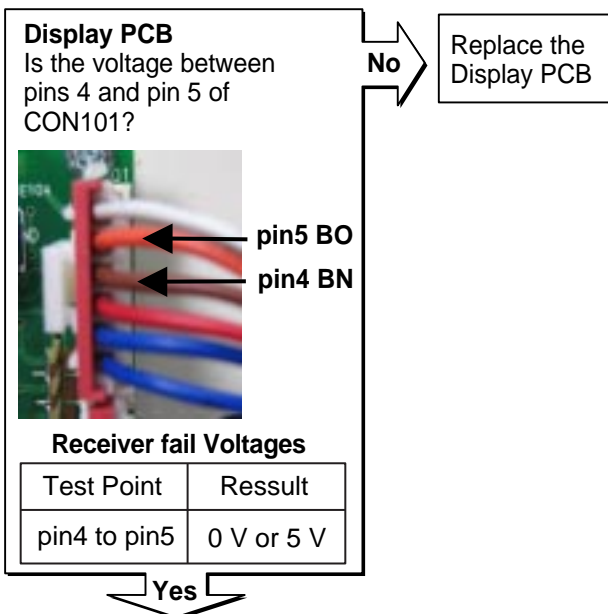 Display PCB
Is the voltage between
pins 4 and pin 5 of
CON101?
No
Replace the
Display PCB
pin5 BO
pin4 BN
Receiver fail Voltages
Test Point Ressult
pin4 to pin5 0 V or 5 V
Yes